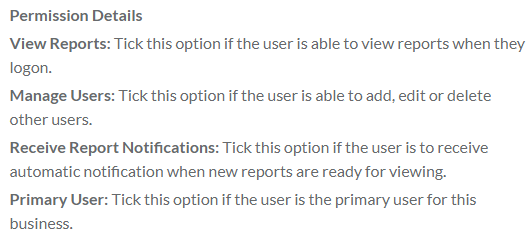 Permission Details
View Reports: Tick this option if the user is able to view reports when they
logon.
Manage Users: Tick this option if the user is able to add, edit or delete
other users.
Receive Report Notifications: Tick this option if the user is to receive
automatic notification when new reports are ready for viewing.
Primary User: Tick this option if the user is the primary user for this
business.